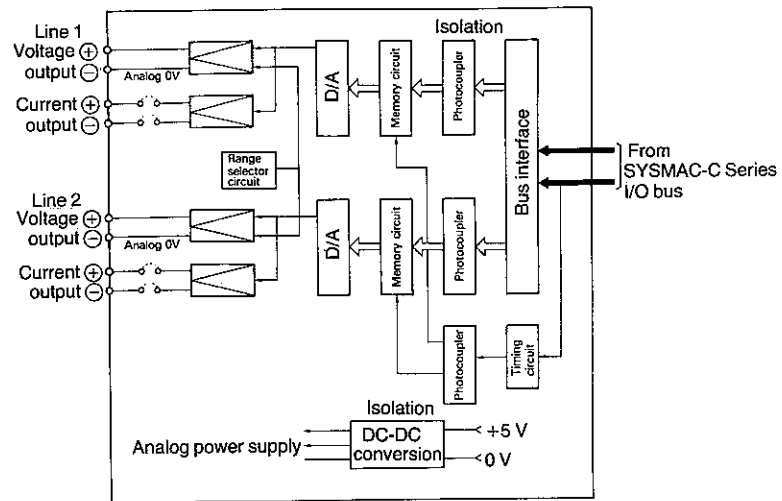 Isolation
Line 1
Voltage ⊕
output ⊖
Analog 0V
Current ⊕
output ⊖
D/A
Memory circuit
Photocoupler
Bus interface
From
SYSMAC-C Series
I/O bus
Range
selector
circuit
Line 2
Voltage ⊕
output ⊖
Analog 0V
Current ⊕
output ⊖
D/A
Memory circuit
Photocoupler
Photocoupler
Timing
circuit
Isolation
Analog power supply
DC-DC
conversion
+5 V
0 V